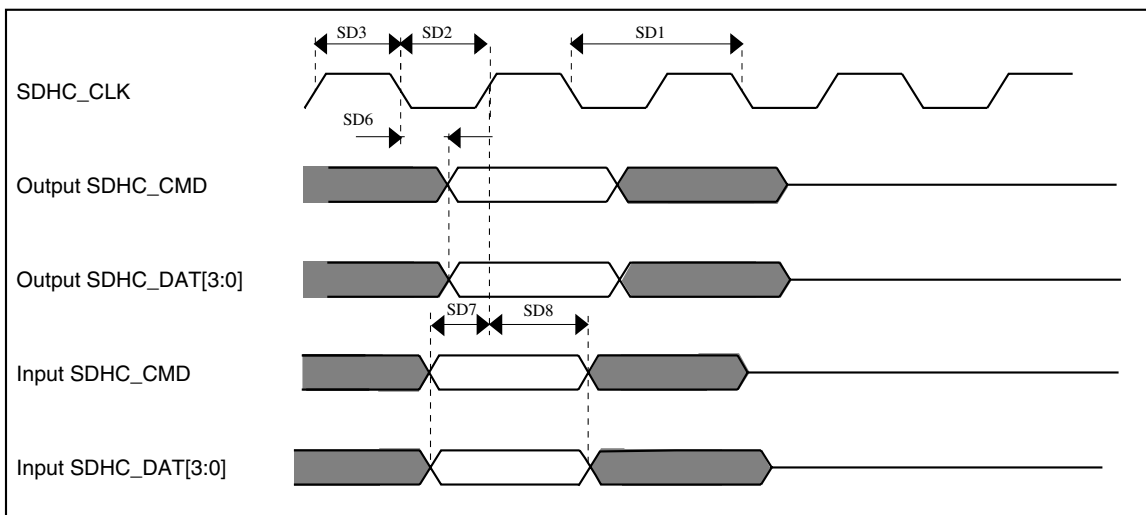 SD3
SD2
SD1
SDHC_CLK
SD6
Output SDHC_CMD
Output SDHC_DAT[3:0]
SD7
SD8
Input SDHC_CMD
Input SDHC_DAT[3:0]